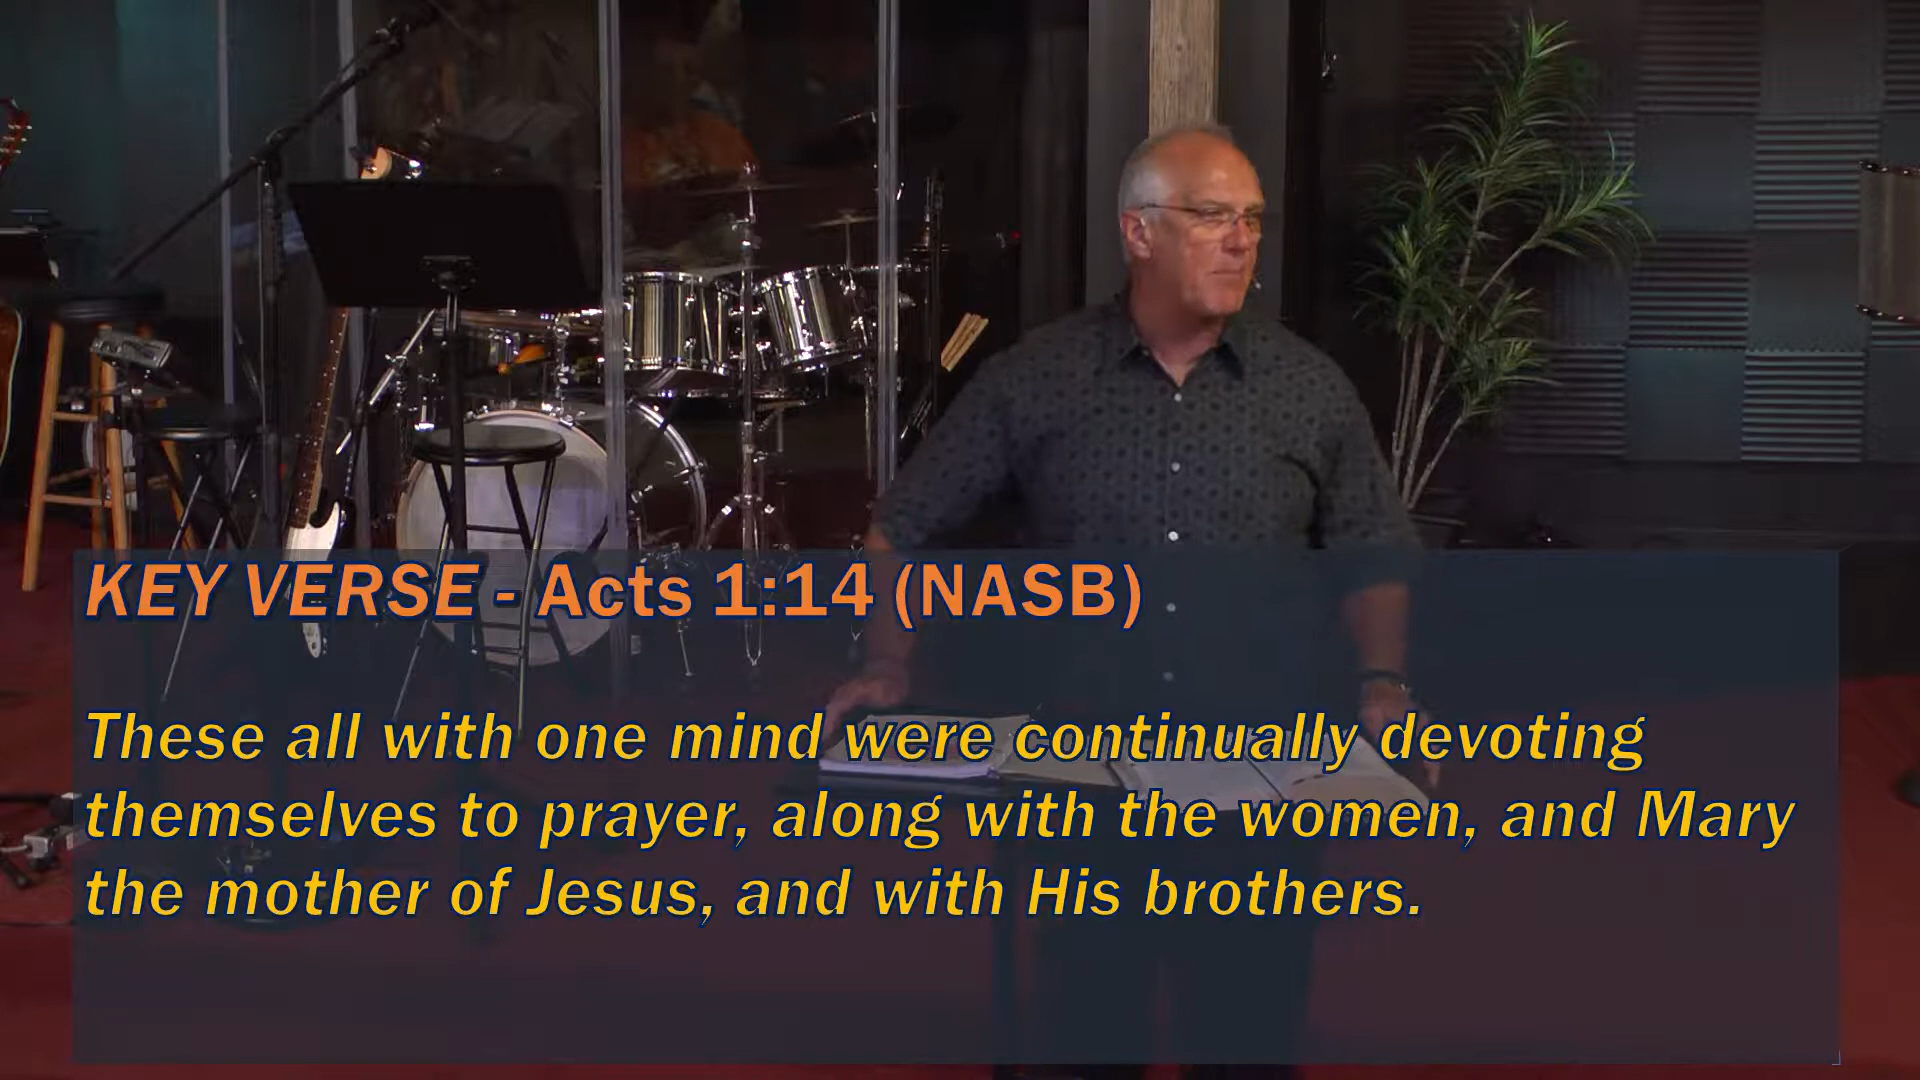 KEY VERSE - Acts 1:14 (NASB)
These all with one mind were continually devoting
themselves to prayer, along with the women, and Mary
the mother of Jesus, and with His brothers.